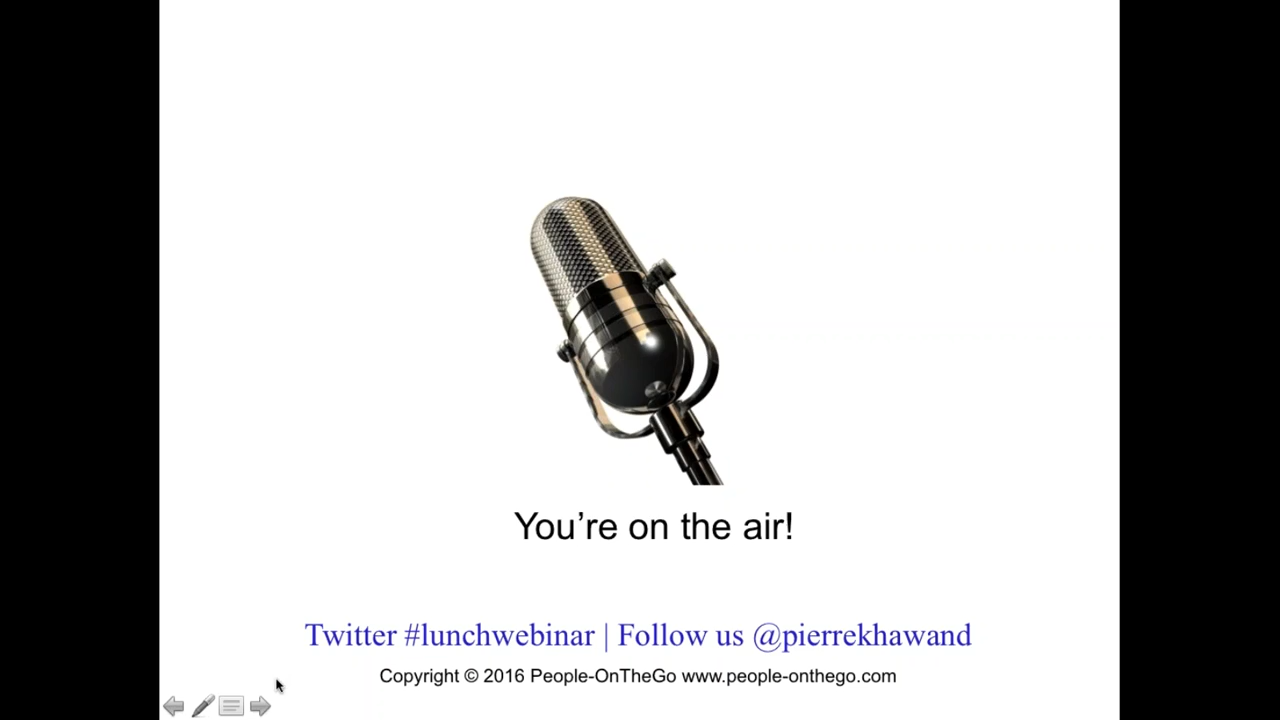 You’re on the air!
Twitter #lunchwebinar | Follow us @pierrekhawand
Copyright © 2016 People-OnTheGo www.people-onthego.com